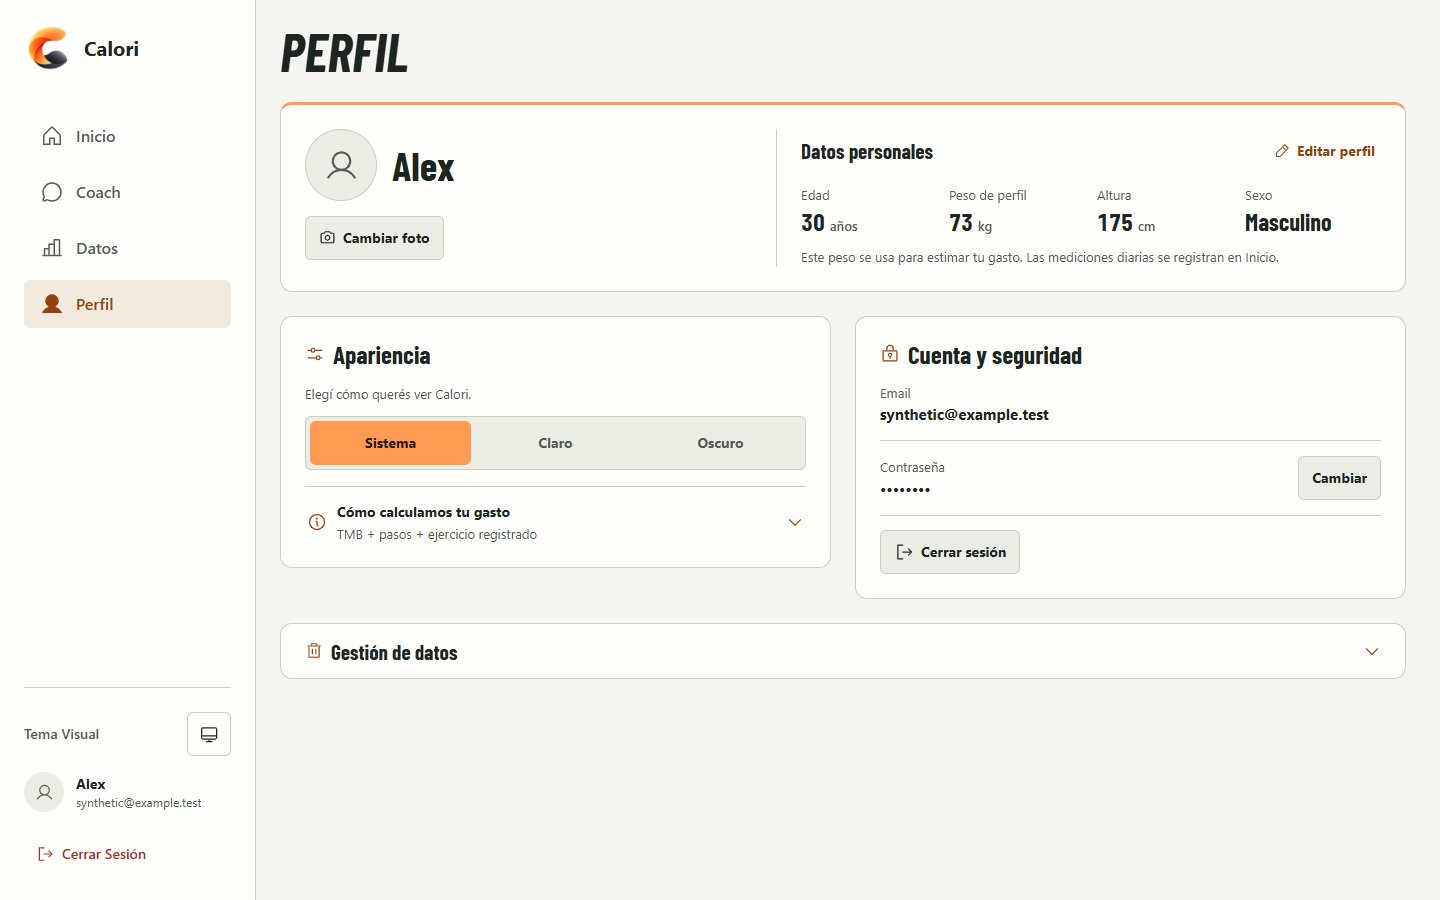 Calori
Inicio
Coach
Datos
Perfil
Tema Visual
Alex
synthetic@example.test
Cerrar Sesión
PERFIL
Alex
Cambiar foto
Datos personales
Editar perfil
Edad
30 años
Peso de perfil
73 kg
Altura
175 cm
Sexo
Masculino
Este peso se usa para estimar tu gasto. Las mediciones diarias se registran en Inicio.
Apariencia
Elegí cómo querés ver Calori.
Sistema
Claro
Oscuro
Cómo calculamos tu gasto
TMB + pasos + ejercicio registrado
Cuenta y seguridad
Email
synthetic@example.test
Contraseña
••••••••
Cambiar
Cerrar sesión
Gestión de datos